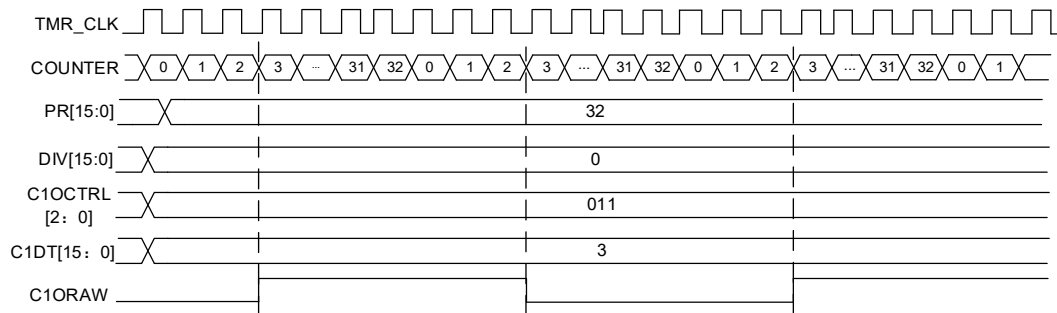 TMR_CLK
COUNTER 0 1 2 3 ... 31 32 0 1 2 3 ... 31 32 0 1 2 3 ... 31 32 0 1
PR[15:0] 32
DIV[15:0] 0
C1OCTRL
[2：0] 011
C1DT[15：0] 3
C1ORAW